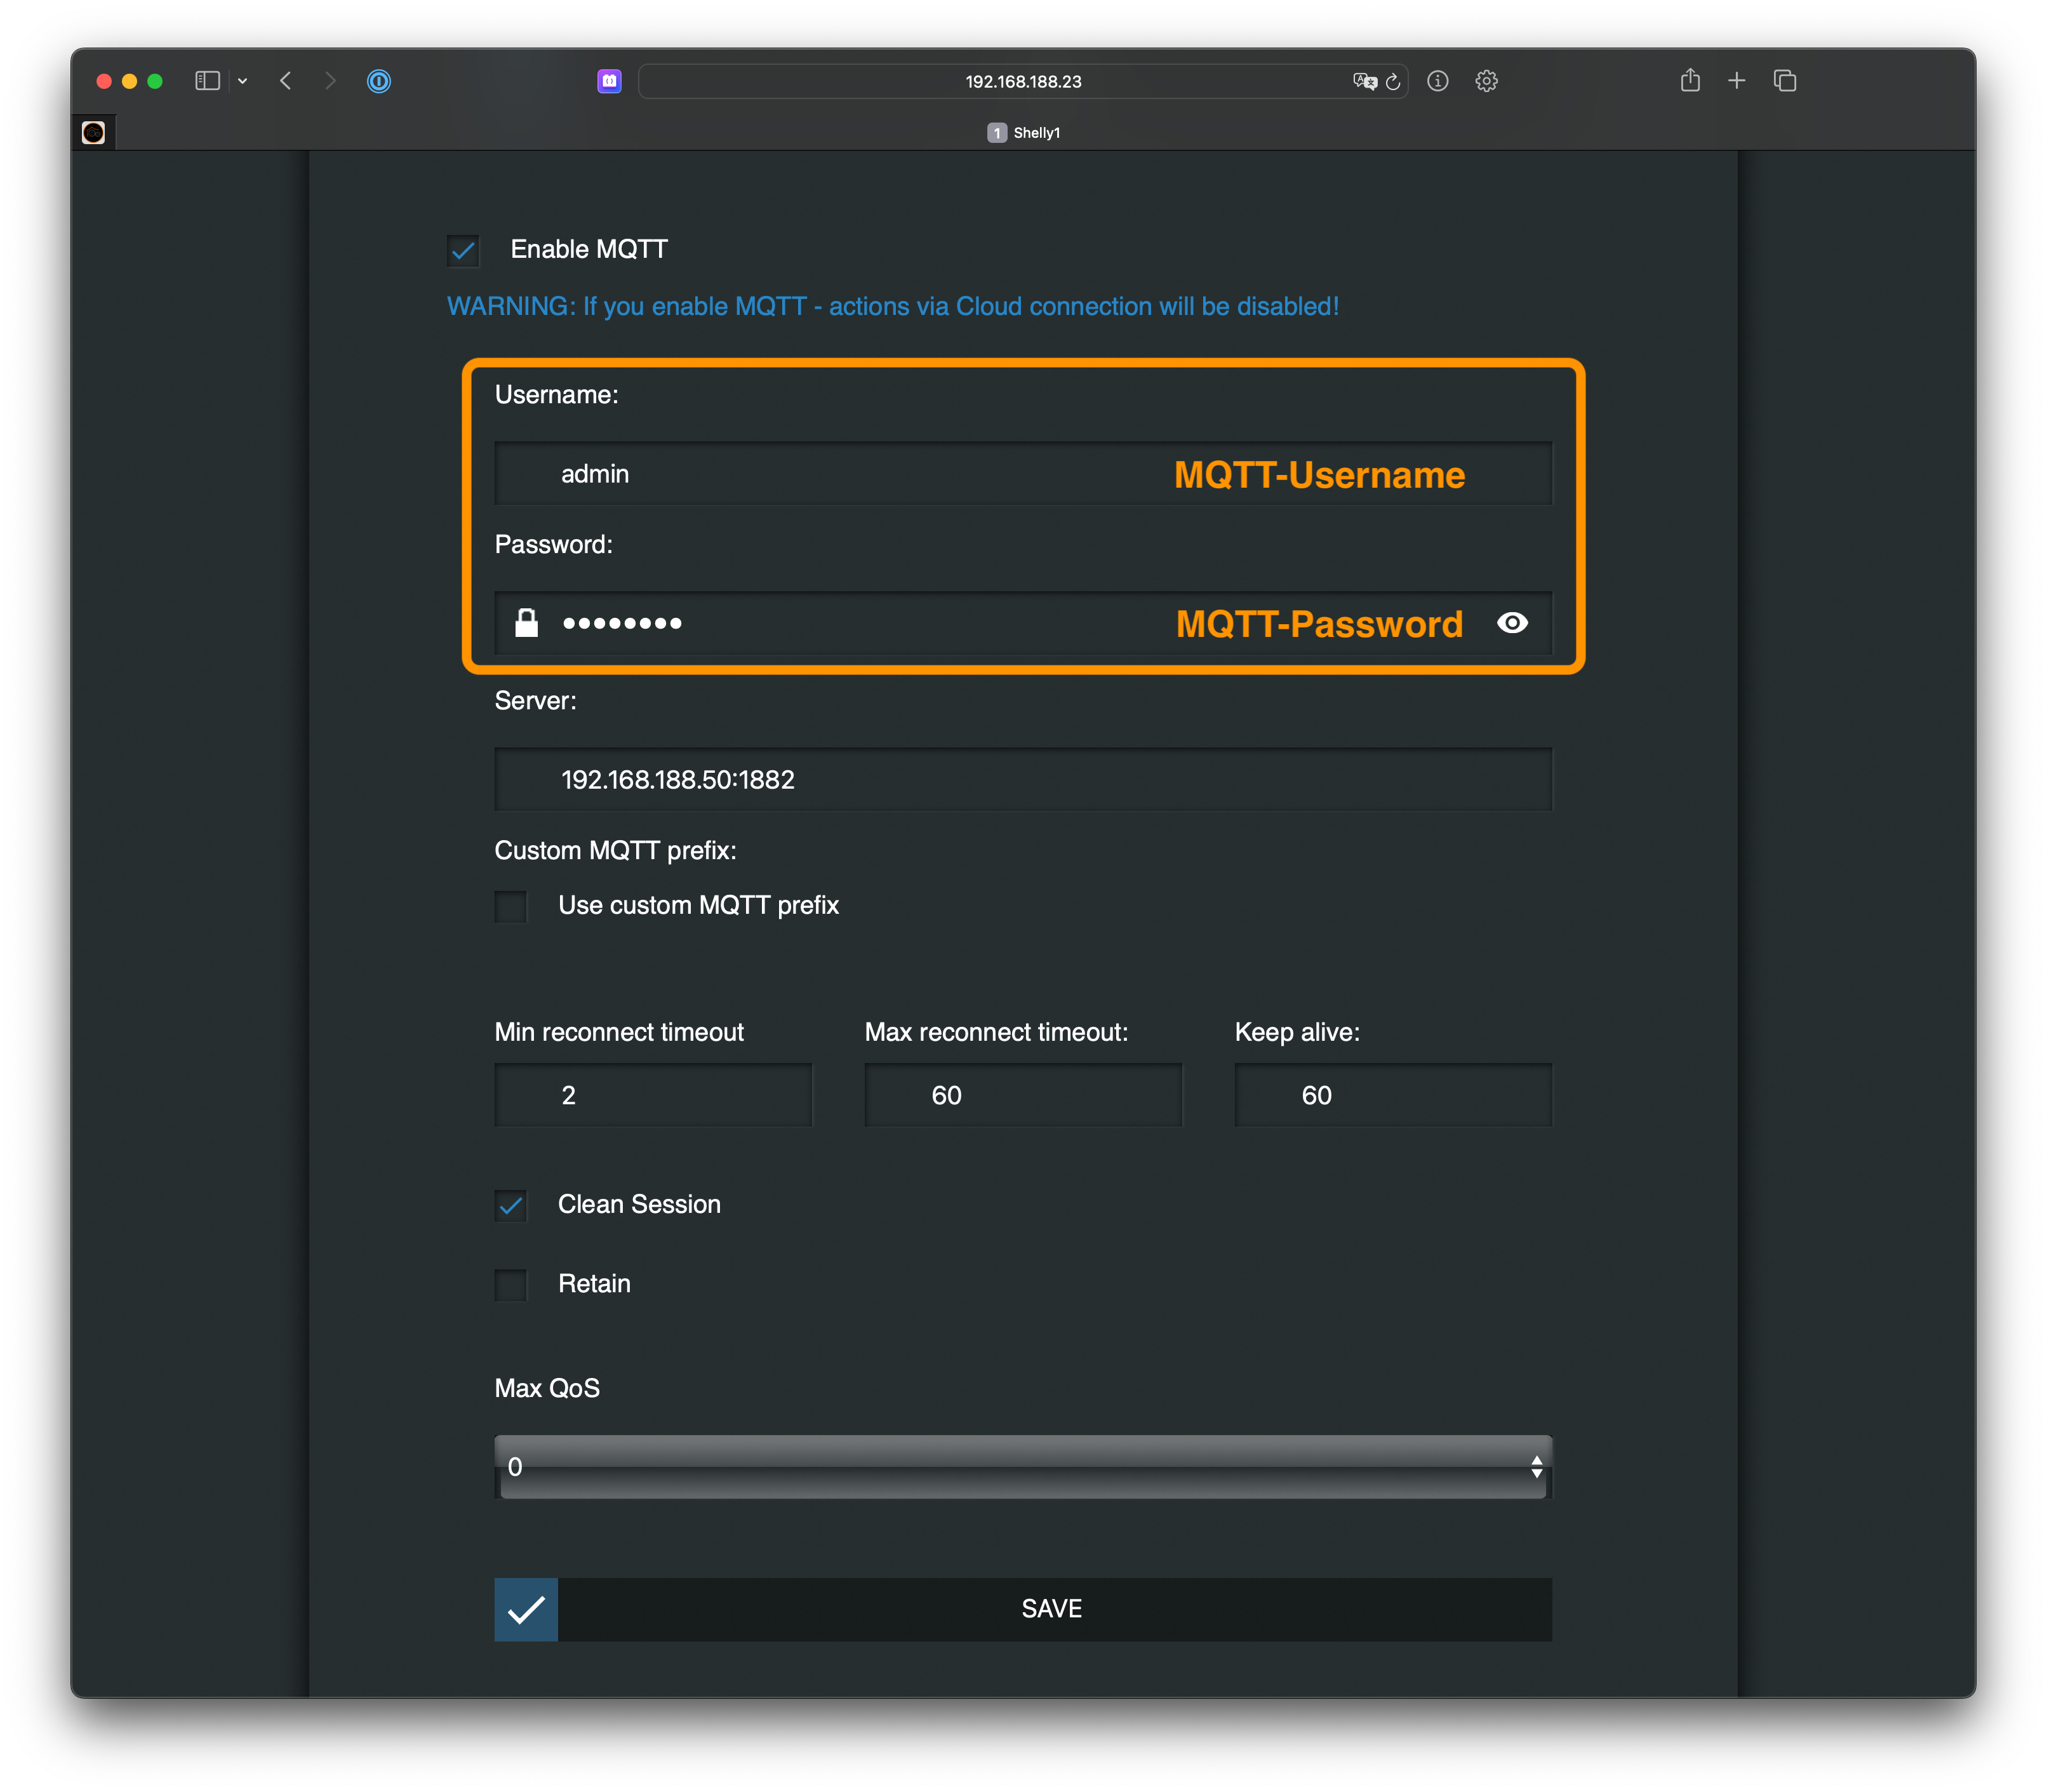 192.168.188.23
1 Shelly1
Enable MQTT
WARNING: If you enable MQTT - actions via Cloud connection will be disabled!
Username:
admin MQTT-Username
Password:
•••••••• MQTT-Password
Server:
192.168.188.50:1882
Custom MQTT prefix:
Use custom MQTT prefix
Min reconnect timeout Max reconnect timeout: Keep alive:
2 60 60
Clean Session
Retain
Max QoS
0
SAVE